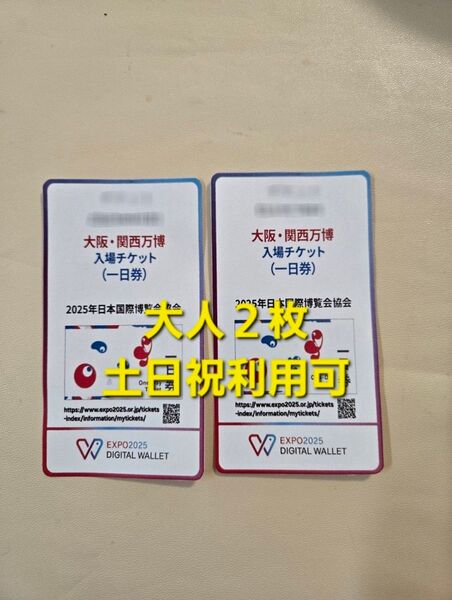 大阪・関西万博
入場チケット
(一日券)
2025年日本国際博覧会協会
https://www.expo2025.or.jp/tickets
-index/information/mytickets/
EXPO2025
DIGITAL WALLET
大阪・関西万博
入場チケット
(一日券)
2025年日本国際博覧会協会
一日券
https://www.expo2025.or.jp/tickets
-index/information/mytickets/
EXPO2025
DIGITAL WALLET
大人2枚
土日祝利用可